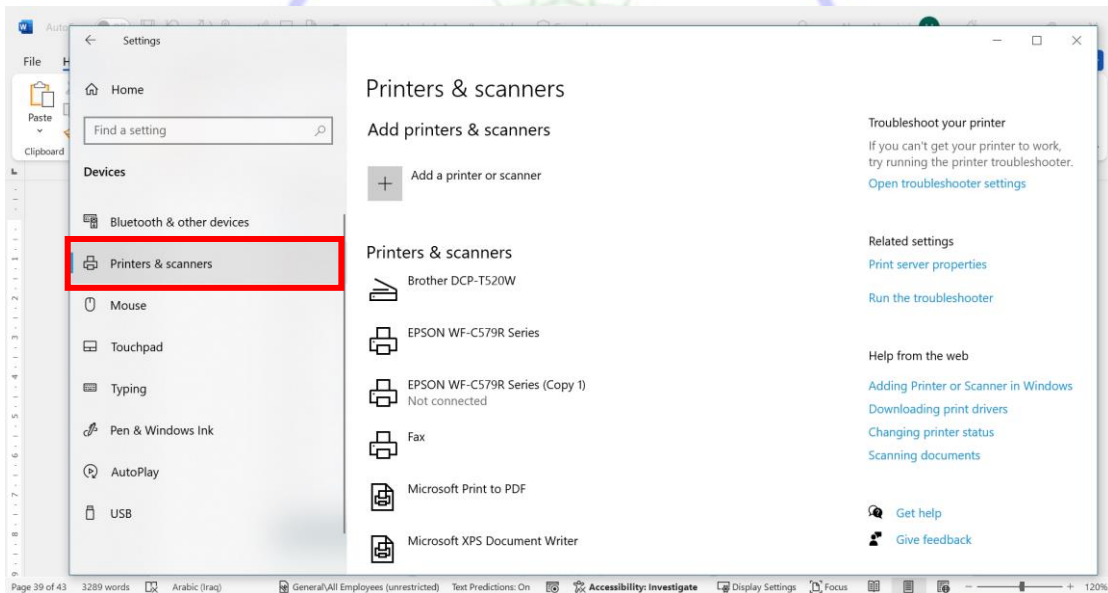 File
Paste
Clipboard
Settings
Home
Find a setting
Devices
Bluetooth & other devices
Printers & scanners
Mouse
Touchpad
Typing
Pen & Windows Ink
AutoPlay
USB
Printers & scanners
Add printers & scanners
Add a printer or scanner
Printers & scanners
Brother DCP-T520W
EPSON WF-C579R Series
EPSON WF-C579R Series (Copy 1)
Not connected
Fax
Microsoft Print to PDF
Microsoft XPS Document Writer
Troubleshoot your printer
If you can't get your printer to work,
try running the printer troubleshooter.
Open troubleshooter settings
Related settings
Print server properties
Run the troubleshooter
Help from the web
Adding Printer or Scanner in Windows
Downloading print drivers
Changing printer status
Scanning documents
Get help
Give feedback
Page 39 of 43 3289 words Arabic (Iraq) General\All Employees (unrestricted) Text Predictions: On Accessibility: Investigate Display Settings Focus 120%